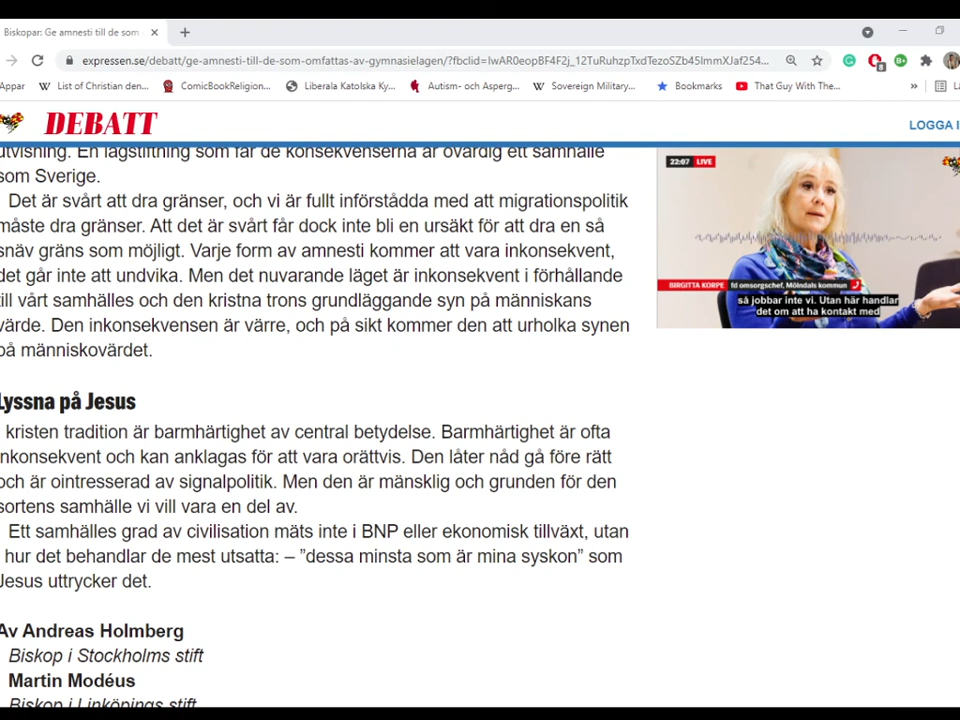 Biskopar: Ge amnesti till de som
expressen.se/debatt/ge-amnesti-till-de-som-omfattas-av-gymnasielagen/?fbclid=
Appar
List of Christian den...
ComicBookReligion...
Liberala Katolska Ky...
Autism- och Asperg...
Sovereign Military...
Bookmarks
That Guy With The...
»
DEBATT
LOGGA I
utvisning. En lagstiftning som får de konsekvenserna är ovärdig ett samhälle
som Sverige.
Det är svårt att dra gränser, och vi är fullt införstådda med att migrationspolitik
måste dra gränser. Att det är svårt får dock inte bli en ursäkt för att dra en så
snäv gräns som möjligt. Varje form av amnesti kommer att vara inkonsekvent,
det går inte att undvika. Men det nuvarande läget är inkonsekvent i förhållande
till vårt samhälles och den kristna trons grundläggande syn på människans
värde. Den inkonsekvensen är värre, och på sikt kommer den att urholka synen
på människovärdet.
22:07 LIVE
BIRGITTA KORPE fd omsorgschef, Mölndals kommun
så jobbar inte vi. Utan här handlar
det om att ha kontakt med
Lyssna på Jesus
kristen tradition är barmhärtighet av central betydelse. Barmhärtighet är ofta
inkonsekvent och kan anklagas för att vara orättvis. Den låter nåd gå före rätt
och är ointresserad av signalpolitik. Men den är mänsklig och grunden för den
sortens samhälle vi vill vara en del av.
Ett samhälles grad av civilisation mäts inte i BNP eller ekonomisk tillväxt, utan
hur det behandlar de mest utsatta: – ”dessa minsta som är mina syskon” som
Jesus uttrycker det.
Av Andreas Holmberg
Biskop i Stockholms stift
Martin Modéus
Biskop i Linköpings stift